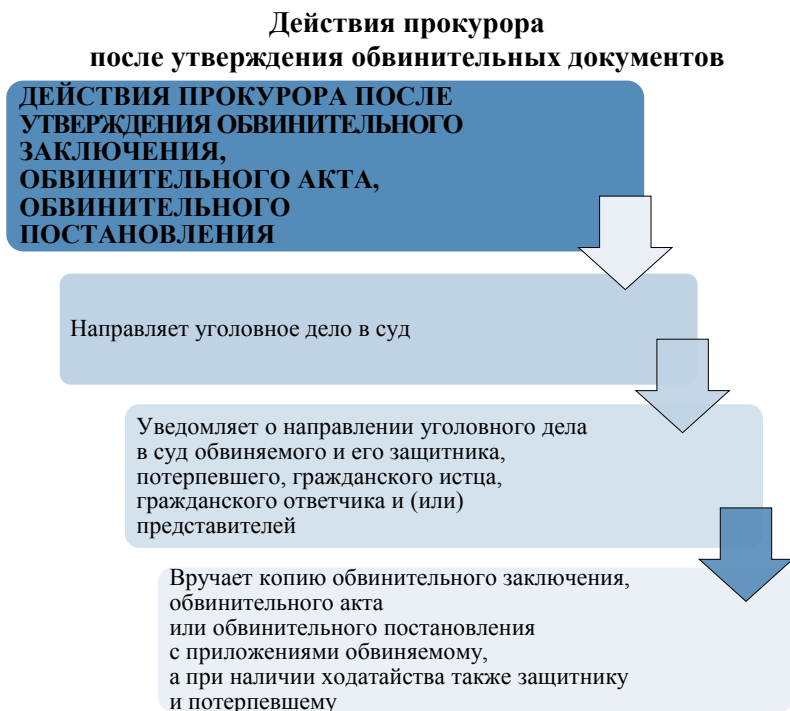 Действия прокурора
после утверждения обвинительных документов
ДЕЙСТВИЯ ПРОКУРОРА ПОСЛЕ
УТВЕРЖДЕНИЯ ОБВИНИТЕЛЬНОГО
ЗАКЛЮЧЕНИЯ,
ОБВИНИТЕЛЬНОГО АКТА,
ОБВИНИТЕЛЬНОГО
ПОСТАНОВЛЕНИЯ
Направляет уголовное дело в суд
Уведомляет о направлении уголовного дела
в суд обвиняемого и его защитника,
потерпевшего, гражданского истца,
гражданского ответчика и (или)
представителей
Вручает копию обвинительного заключения,
обвинительного акта
или обвинительного постановления
с приложениями обвиняемому,
а при наличии ходатайства также защитнику
и потерпевшему